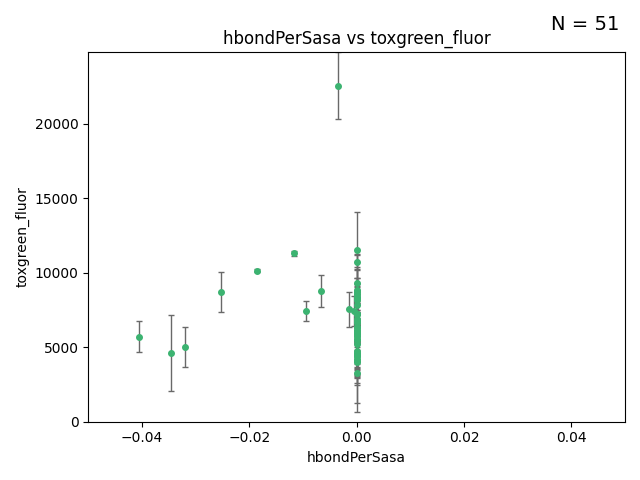 N = 51
hbondPerSasa vs toxgreen_fluor
toxgreen_fluor
20000
15000
10000
5000
0
−0.04
−0.02
0.00
0.02
0.04
hbondPerSasa